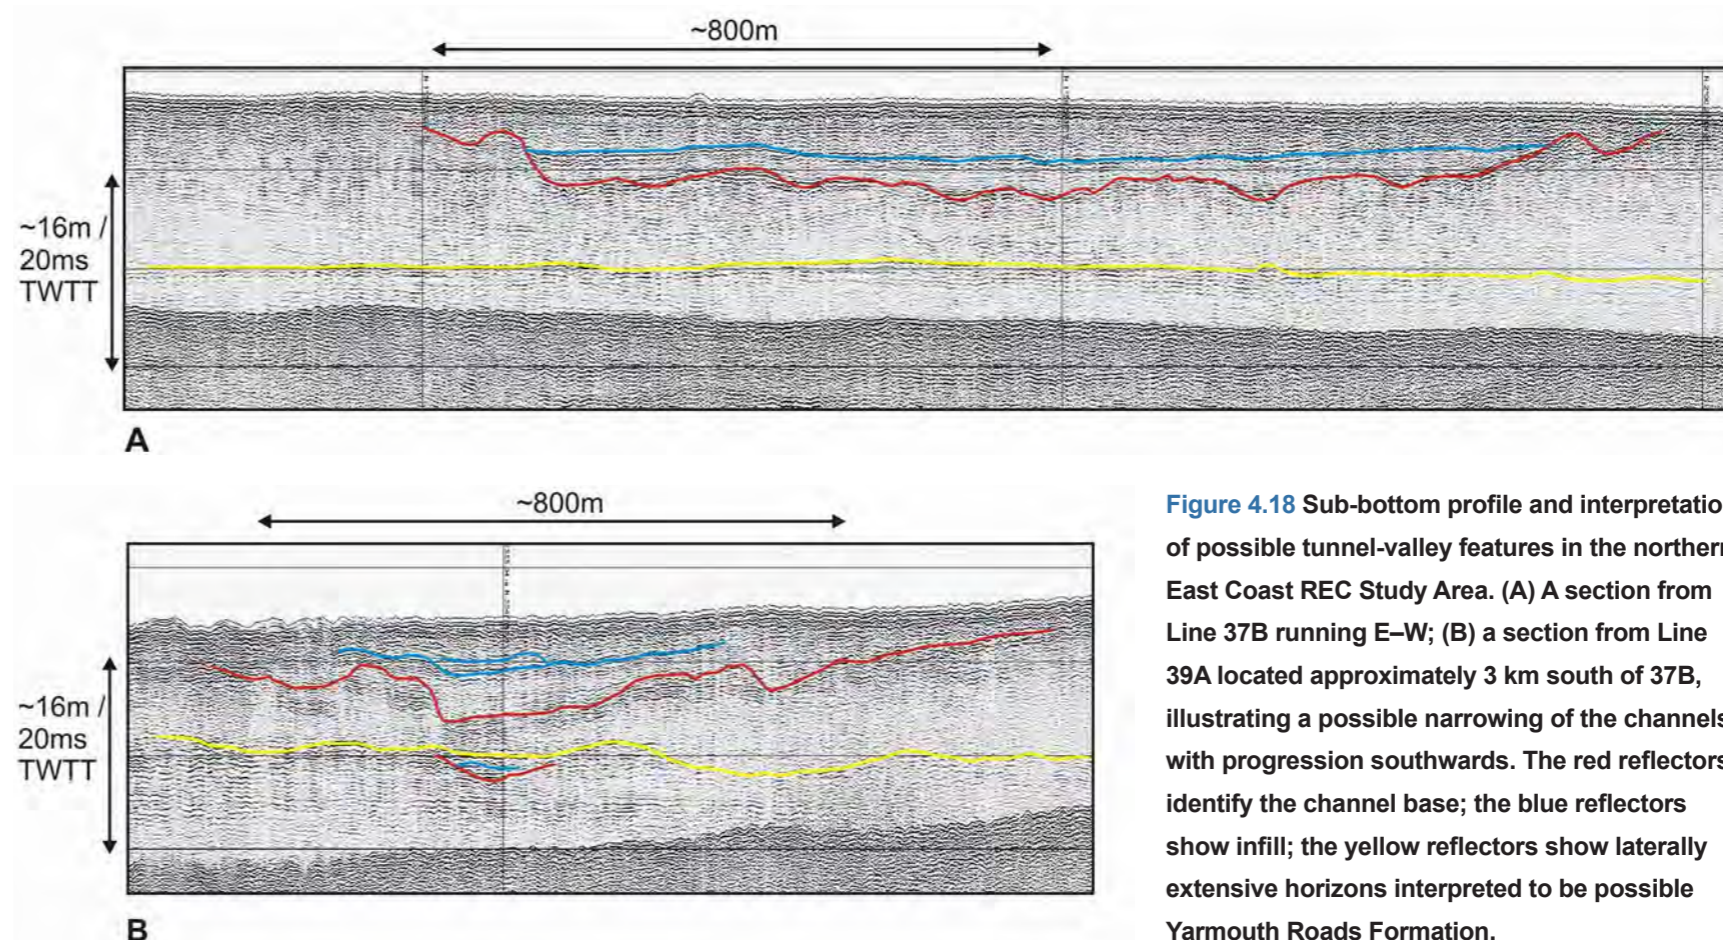 ~800m
~16m /
20ms
TWTT
A
~800m
~16m /
20ms
TWTT
B
Figure 4.18 Sub-bottom profile and interpretatio
of possible tunnel-valley features in the northern
East Coast REC Study Area. (A) A section from
Line 37B running E–W; (B) a section from Line
39A located approximately 3 km south of 37B,
illustrating a possible narrowing of the channels
with progression southwards. The red reflectors
identify the channel base; the blue reflectors
show infill; the yellow reflectors show laterally
extensive horizons interpreted to be possible
Yarmouth Roads Formation.